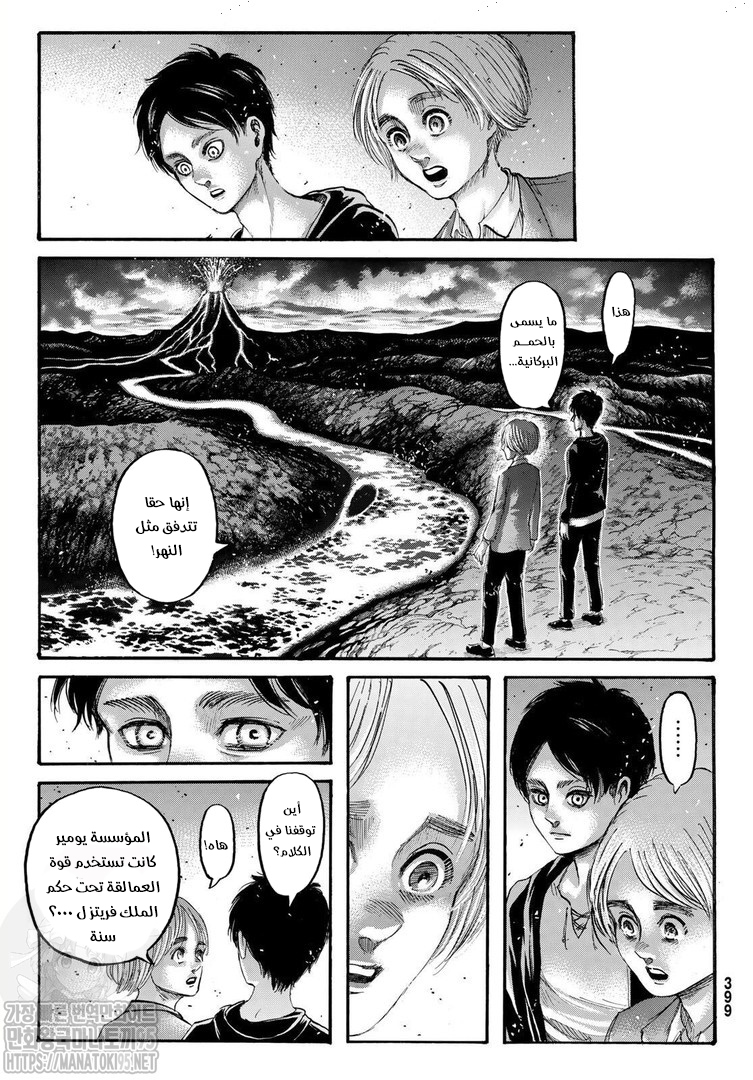 هذا
ما يسمى
بالحمـم
البركانية...
إنها حقا
تتدفق مثل
النهر!
......
أين
توقفنا في
الكلام؟
هاه!
المؤسسة يومير
كانت تستخدم قوة
العمالقة تحت حكم
الملك فريتزل ٢٠٠٠
سنة
399
가장 빠른 번역만화사이트
만화왕국마나토끼95
HTTPS://MANATOKI95.NET